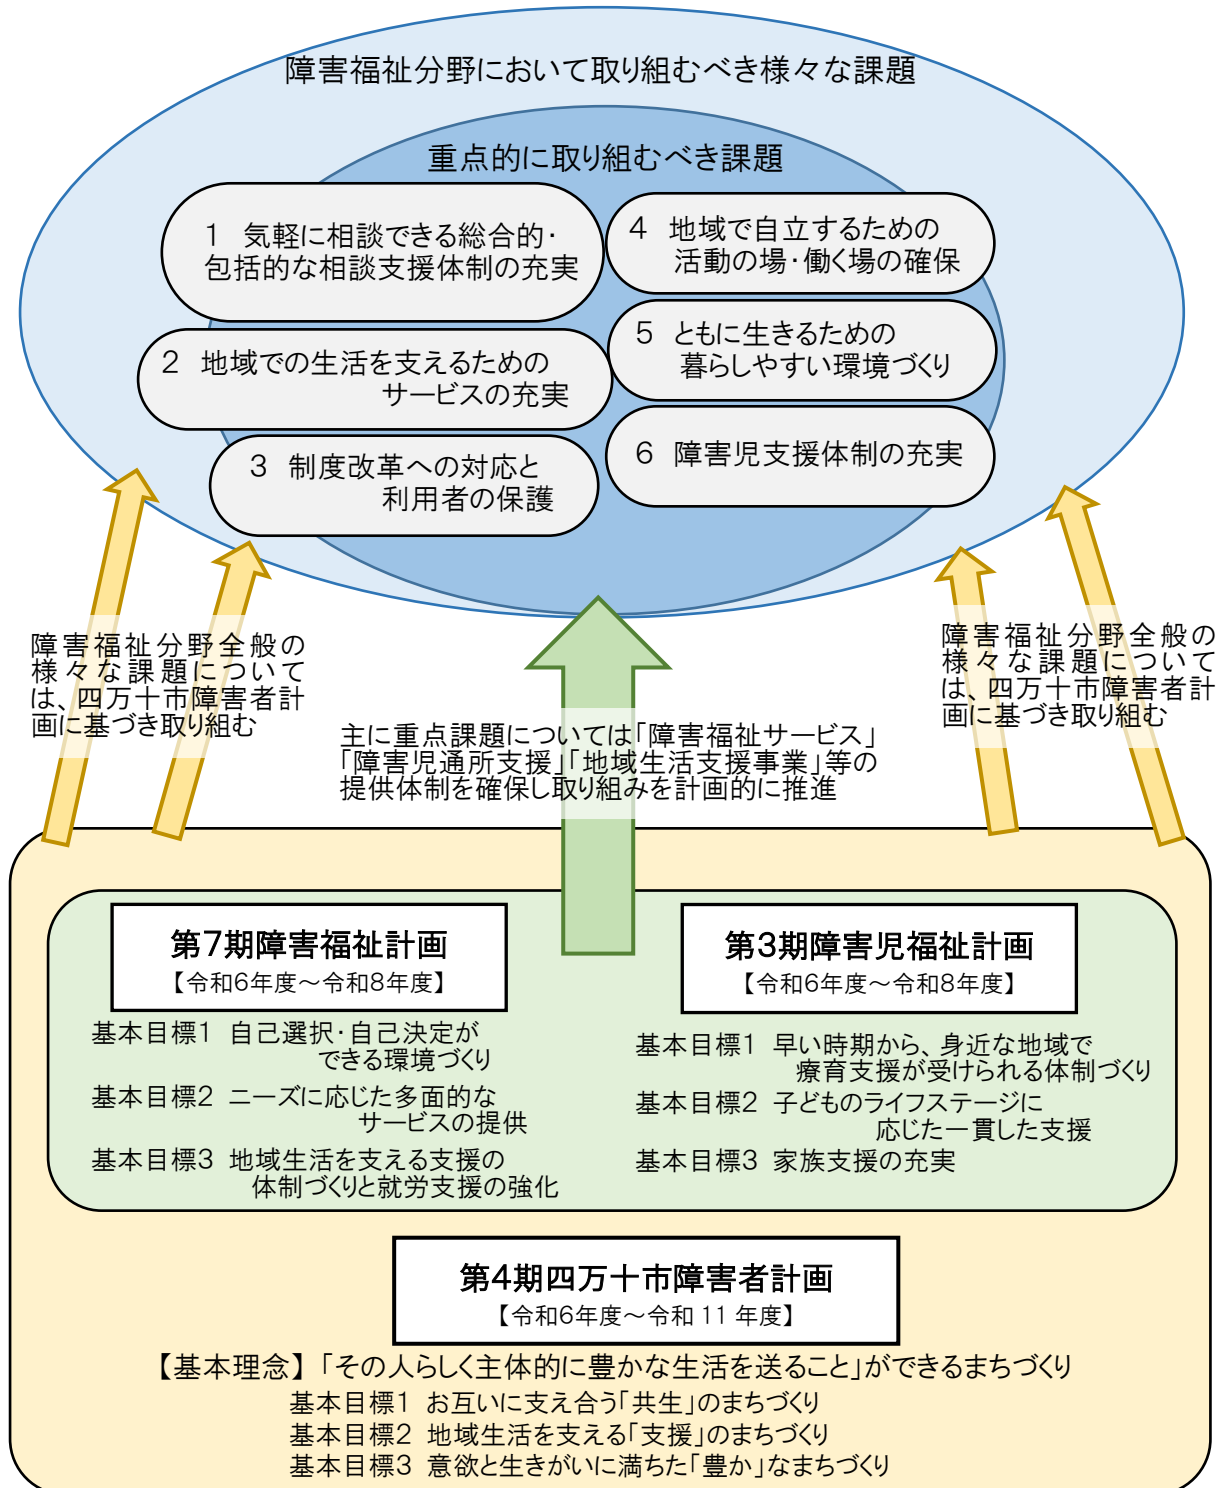 障害福祉分野において取り組むべき様々な課題
重点的に取り組むべき課題
1 気軽に相談できる総合的・
包括的な相談支援体制の充実
2 地域での生活を支えるための
サービスの充実
3 制度改革への対応と
利用者の保護
4 地域で自立するための
活動の場・働く場の確保
5 ともに生きるための
暮らしやすい環境づくり
6 障害児支援体制の充実
障害福祉分野全般の
様々な課題について
は、四万十市障害者計
画に基づき取り組む
障害福祉分野全般の
様々な課題について
は、四万十市障害者計
画に基づき取り組む
主に重点課題については「障害福祉サービス」
「障害児通所支援」「地域生活支援事業」等の
提供体制を確保し取り組みを計画的に推進
第7期障害福祉計画
【令和6年度～令和8年度】
基本目標1 自己選択・自己決定が
できる環境づくり
基本目標2 ニーズに応じた多面的な
サービスの提供
基本目標3 地域生活を支える支援の
体制づくりと就労支援の強化
第3期障害児福祉計画
【令和6年度～令和8年度】
基本目標1 早い時期から、身近な地域で
療育支援が受けられる体制づくり
基本目標2 子どものライフステージに
応じた一貫した支援
基本目標3 家族支援の充実
第4期四万十市障害者計画
【令和6年度～令和 11 年度】
【基本理念】「その人らしく主体的に豊かな生活を送ること」ができるまちづくり
基本目標1 お互いに支え合う「共生」のまちづくり
基本目標2 地域生活を支える「支援」のまちづくり
基本目標3 意欲と生きがいに満ちた「豊か」なまちづくり